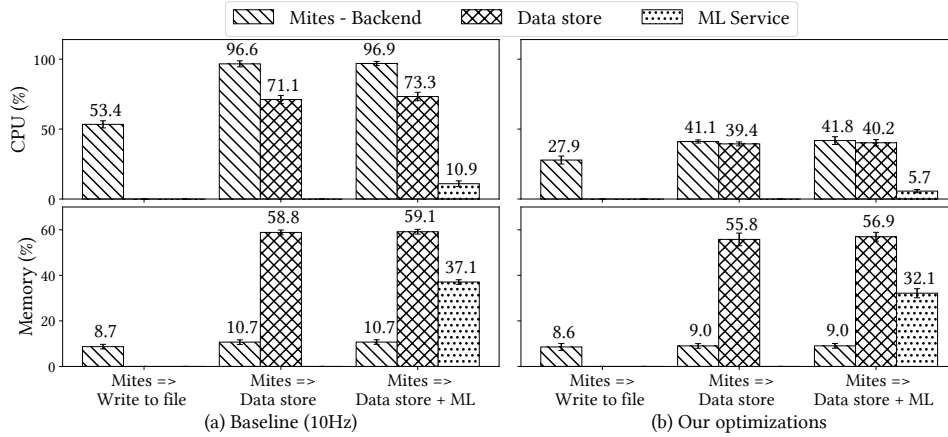 Mites - Backend Data store ML Service
CPU (%)
100
50
0
53.4
96.6
71.1
96.9
73.3
10.9
27.9
41.1
39.4
41.8
40.2
5.7
Memory (%)
60
40
20
0
8.7
10.7
58.8
10.7
59.1
37.1
8.6
9.0
55.8
9.0
56.9
32.1
Mites =>
Write to file
Mites =>
Data store
Mites =>
Data store + ML
Mites =>
Write to file
Mites =>
Data store
Mites =>
Data store + ML
(a) Baseline (10Hz)
(b) Our optimizations